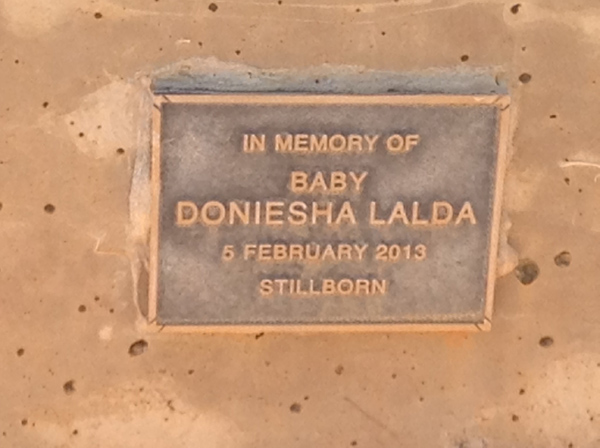 IN MEMORY OF
BABY
DONIESHA LALDA
5 FEBRUARY 2013
STILLBORN